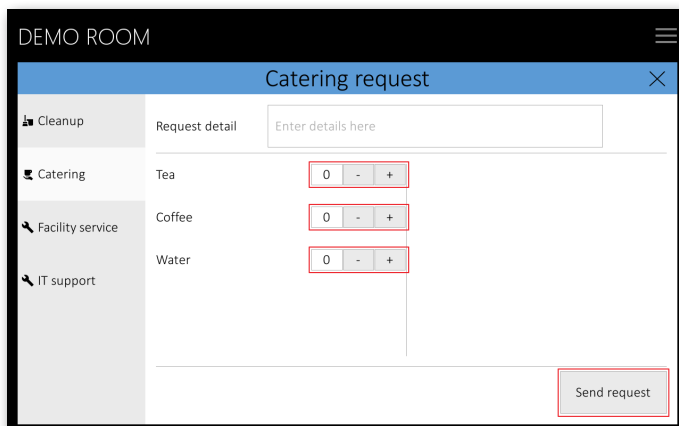 DEMO ROOM
Catering request
Cleanup
Request detail
Enter details here
Catering
Tea 0 - +
Facility service
Coffee 0 - +
Water 0 - +
IT support
Send request